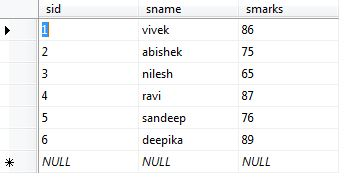 sid sname smarks
1 vivek 86
2 abishek 75
3 nilesh 65
4 ravi 87
5 sandeep 76
6 deepika 89
NULL NULL NULL